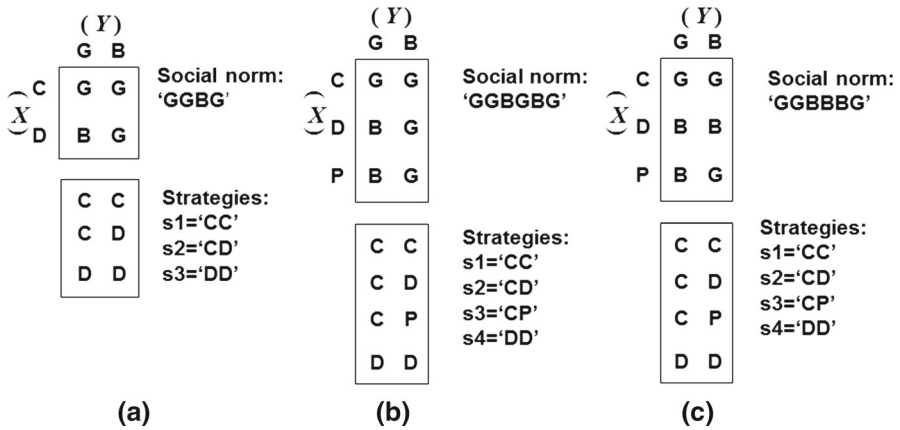 ( Y )
G B
C G G
( X )
D B G
Social norm:
'GGBG'
C C
C D
D D
Strategies:
s1='CC'
s2='CD'
s3='DD'
(a)
( Y )
G B
C G G
( X )
D B G
P B G
Social norm:
'GGBGBG'
C C
C D
C P
D D
Strategies:
s1='CC'
s2='CD'
s3='CP'
s4='DD'
(b)
( Y )
G B
C G G
( X )
D B B
P B G
Social norm:
'GGBBBG'
C C
C D
C P
D D
Strategies:
s1='CC'
s2='CD'
s3='CP'
s4='DD'
(c)